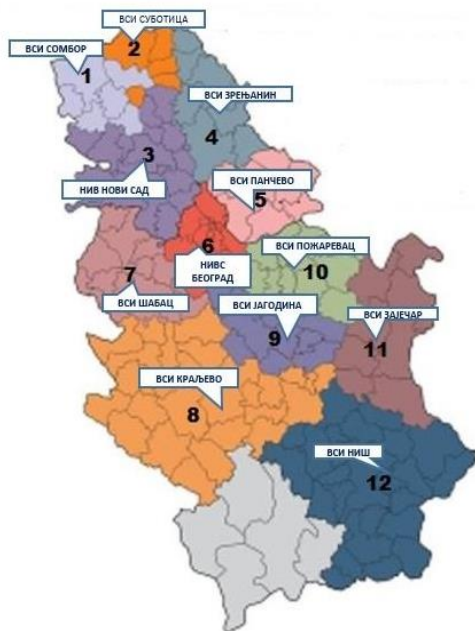 ВСИ СУБОТИЦА
2
ВСИ СОМБОР
1
ВСИ ЗРЕЊАНИН
4
3
ВСИ ПАНЧЕВО
НИВ НОВИ САД
5
6
ВСИ ПОЖАРЕВАЦ
7
НИВС
БЕОГРАД
10
ВСИ ШАБАЦ
ВСИ ЈАГОДИНА
ВСИ ЗАЈЕЧАР
9
11
ВСИ КРАЉЕВО
8
ВСИ НИШ
12